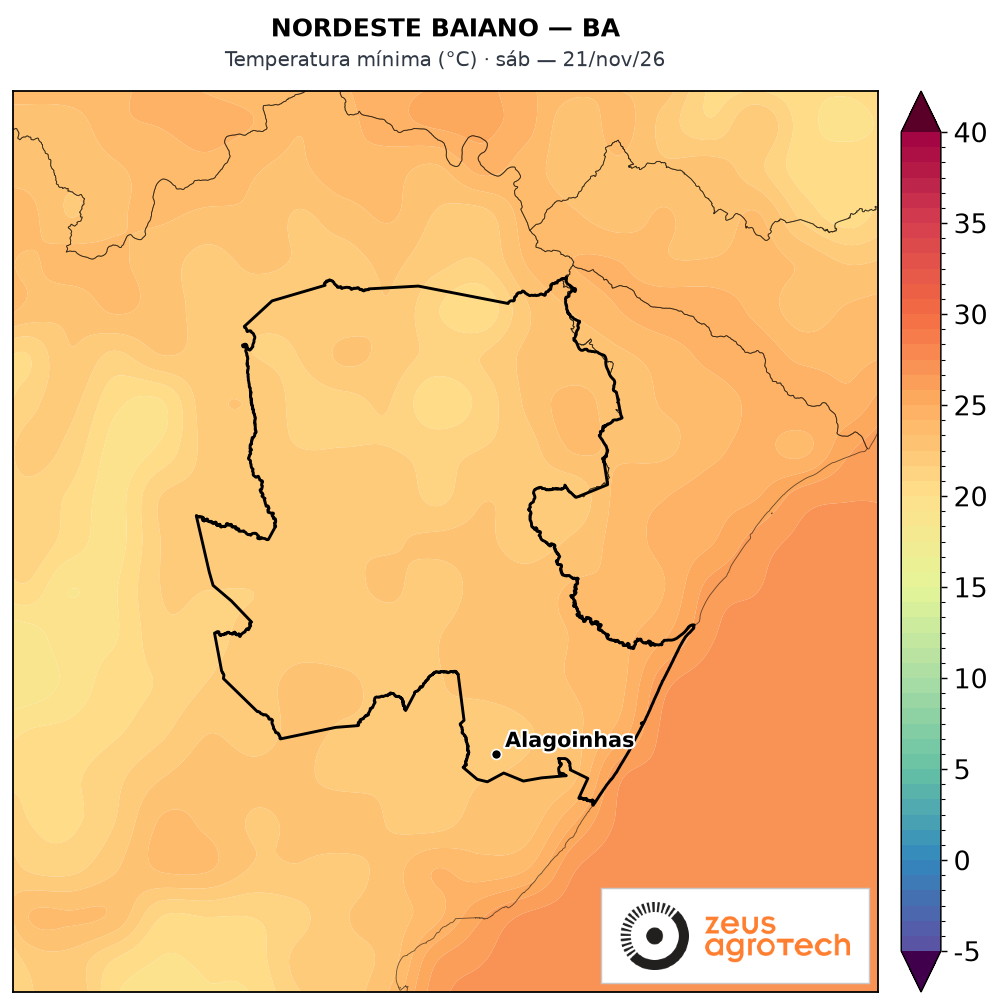 NORDESTE BAIANO — BA
Temperatura mínima (°C) · sáb — 21/nov/26
40
35
30
25
20
15
10
5
0
-5
Alagoinhas
zeus
agrotech